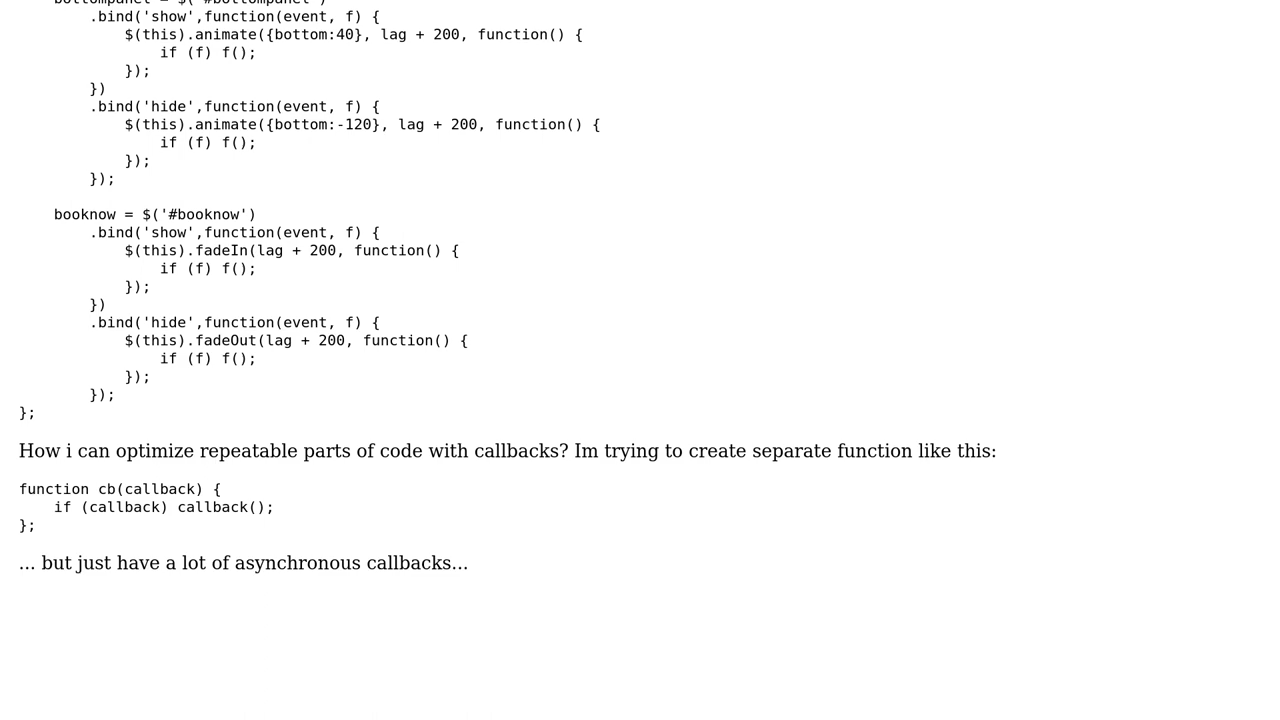 bottompanel = $('#bottompanel')
        .bind('show',function(event, f) {
            $(this).animate({bottom:40}, lag + 200, function() {
                if (f) f();
            });
        })
        .bind('hide',function(event, f) {
            $(this).animate({bottom:-120}, lag + 200, function() {
                if (f) f();
            });
        });

    booknow = $('#booknow')
        .bind('show',function(event, f) {
            $(this).fadeIn(lag + 200, function() {
                if (f) f();
            });
        })
        .bind('hide',function(event, f) {
            $(this).fadeOut(lag + 200, function() {
                if (f) f();
            });
        });
};
How i can optimize repeatable parts of code with callbacks? Im trying to create separate function like this:
function cb(callback) {
    if (callback) callback();
};
... but just have a lot of asynchronous callbacks...